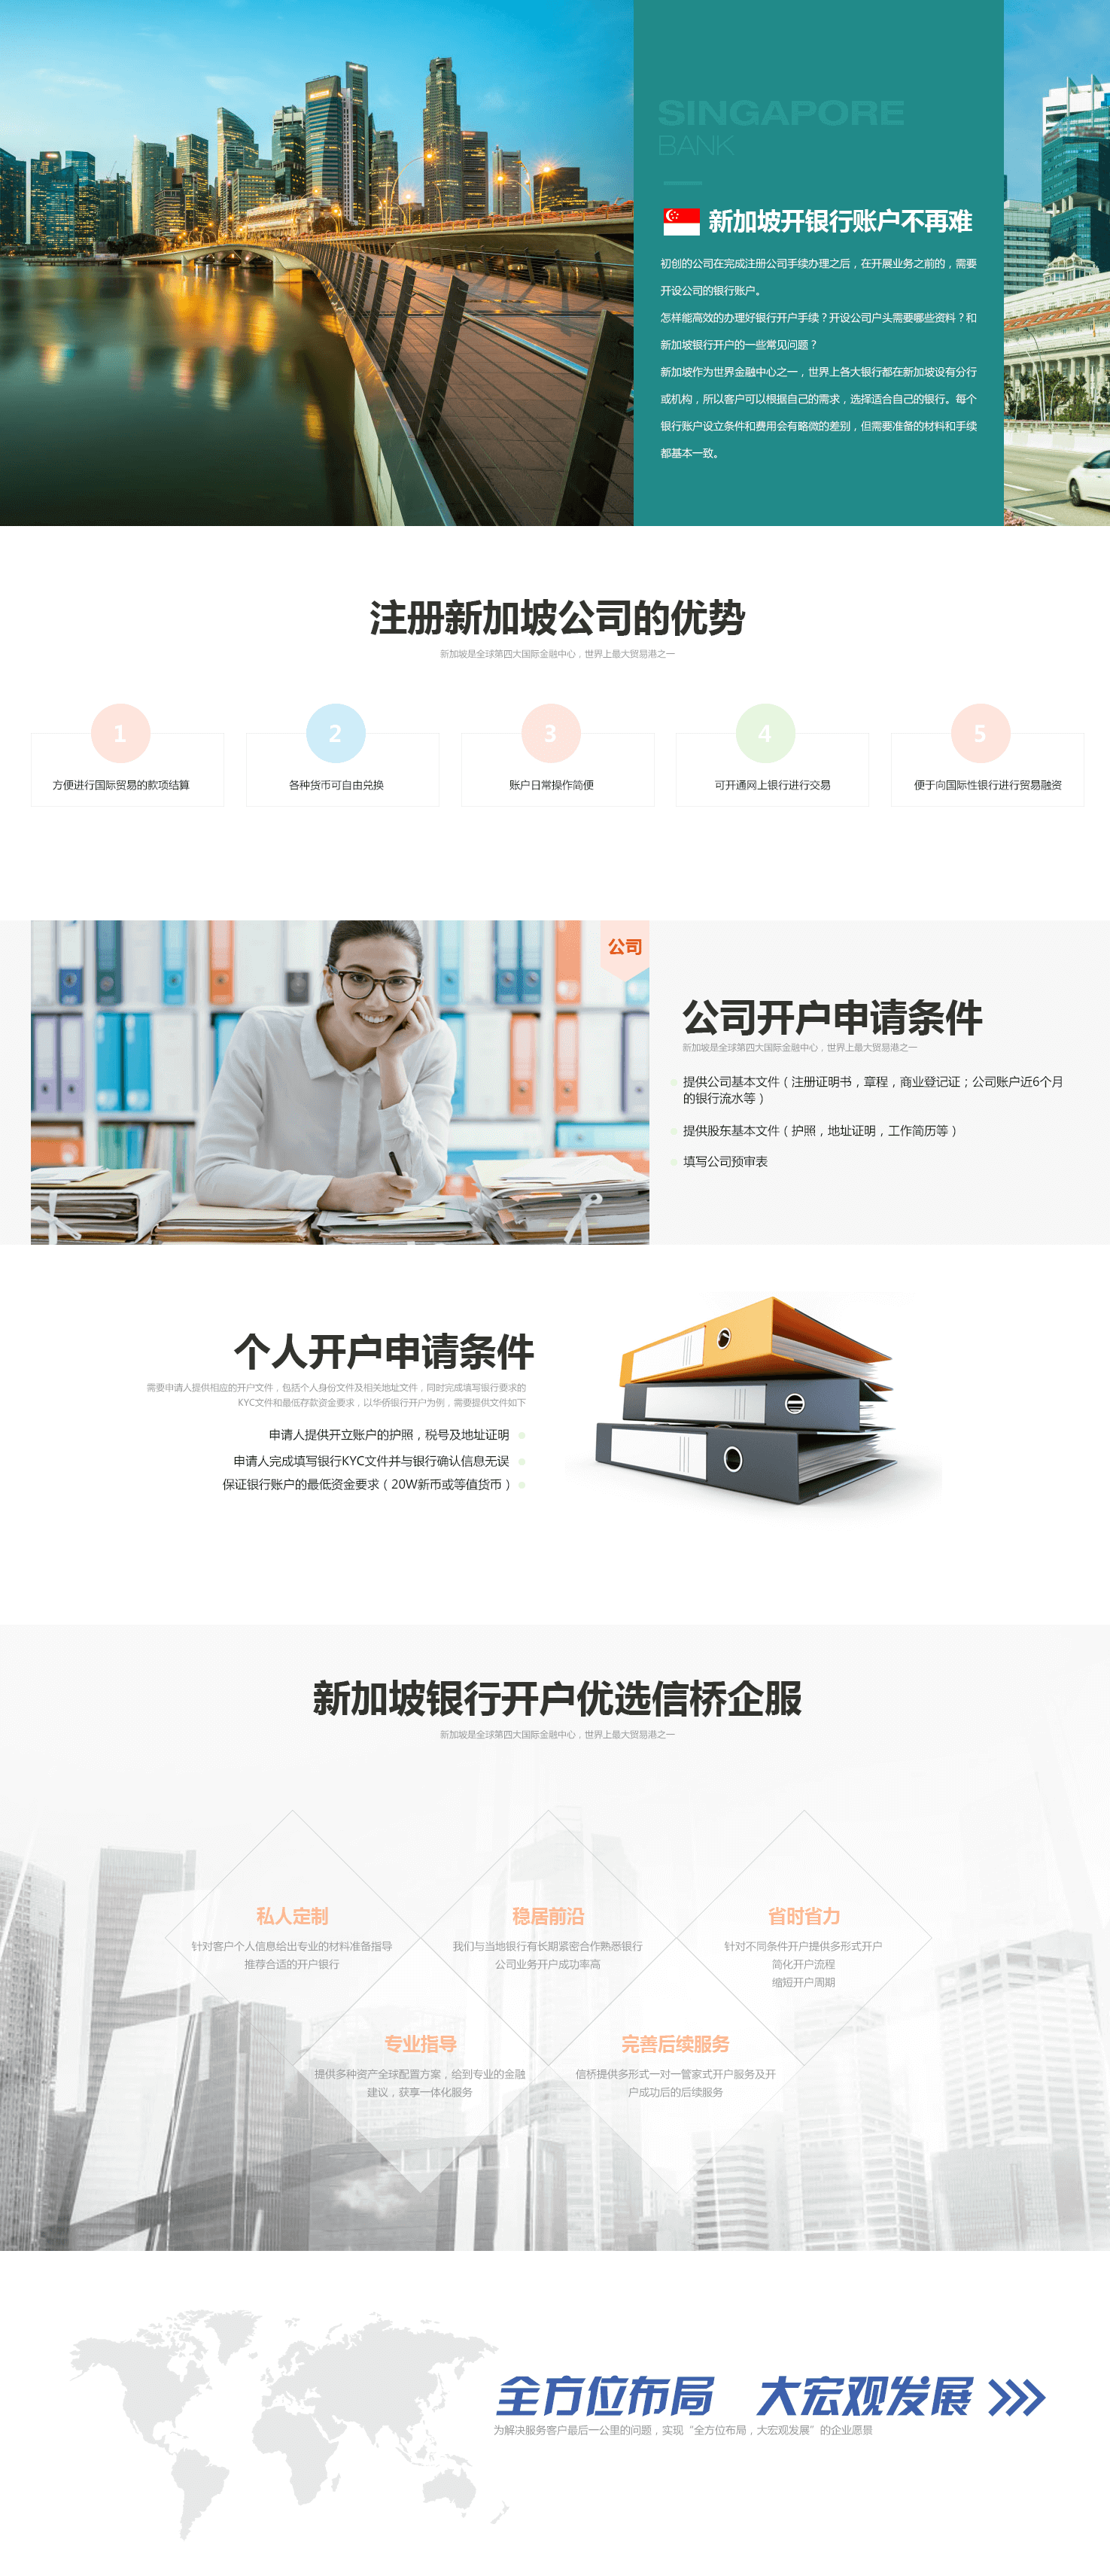 SINGAPORE
BANK
新加坡开银行账户不再难
初创的公司在完成注册公司手续办理之后，在开展业务之前的，需要
开设公司的银行账户。
怎样能高效的办理好银行开户手续？开设公司户头需要哪些资料？和
新加坡银行开户的一些常见问题？
新加坡作为世界金融中心之一，世界上各大银行都在新加坡设有分行
或机构，所以客户可以根据自己的需求，选择适合自己的银行。每个
银行账户设立条件和费用会有略微的差别，但需要准备的材料和手续
都基本一致。
注册新加坡公司的优势
新加坡是全球第四大国际金融中心，世界上最大贸易港之一
1
方便进行国际贸易的款项结算
2
各种货币可自由兑换
3
账户日常操作简便
4
可开通网上银行进行交易
5
便于向国际性银行进行贸易融资
公司
公司开户申请条件
新加坡是全球第四大国际金融中心，世界上最大贸易港之一
提供公司基本文件（注册证明书，章程，商业登记证；公司账户近6个月
的银行流水等）
提供股东基本文件（护照，地址证明，工作简历等）
填写公司预审表
个人开户申请条件
需要申请人提供相应的开户文件，包括个人身份文件及相关地址文件，同时完成填写银行要求的
KYC文件和最低存款资金要求，以华侨银行开户为例，需要提供文件如下
申请人提供开立账户的护照，税号及地址证明
申请人完成填写银行KYC文件并与银行确认信息无误
保证银行账户的最低资金要求（20W新币或等值货币）
新加坡银行开户优选信桥企服
新加坡是全球第四大国际金融中心，世界上最大贸易港之一
私人定制
针对客户个人信息给出专业的材料准备指导
推荐合适的开户银行
稳居前沿
我们与当地银行有长期紧密合作熟悉银行
公司业务开户成功率高
省时省力
针对不同条件开户提供多形式开户
简化开户流程
缩短开户周期
专业指导
提供多种资产全球配置方案，给到专业的金融
建议，获享一体化服务
完善后续服务
信桥提供多形式一对一管家式开户服务及开
户成功后的后续服务
全方位布局 大宏观发展
为解决服务客户最后一公里的问题，实现“全方位布局，大宏观发展”的企业愿景